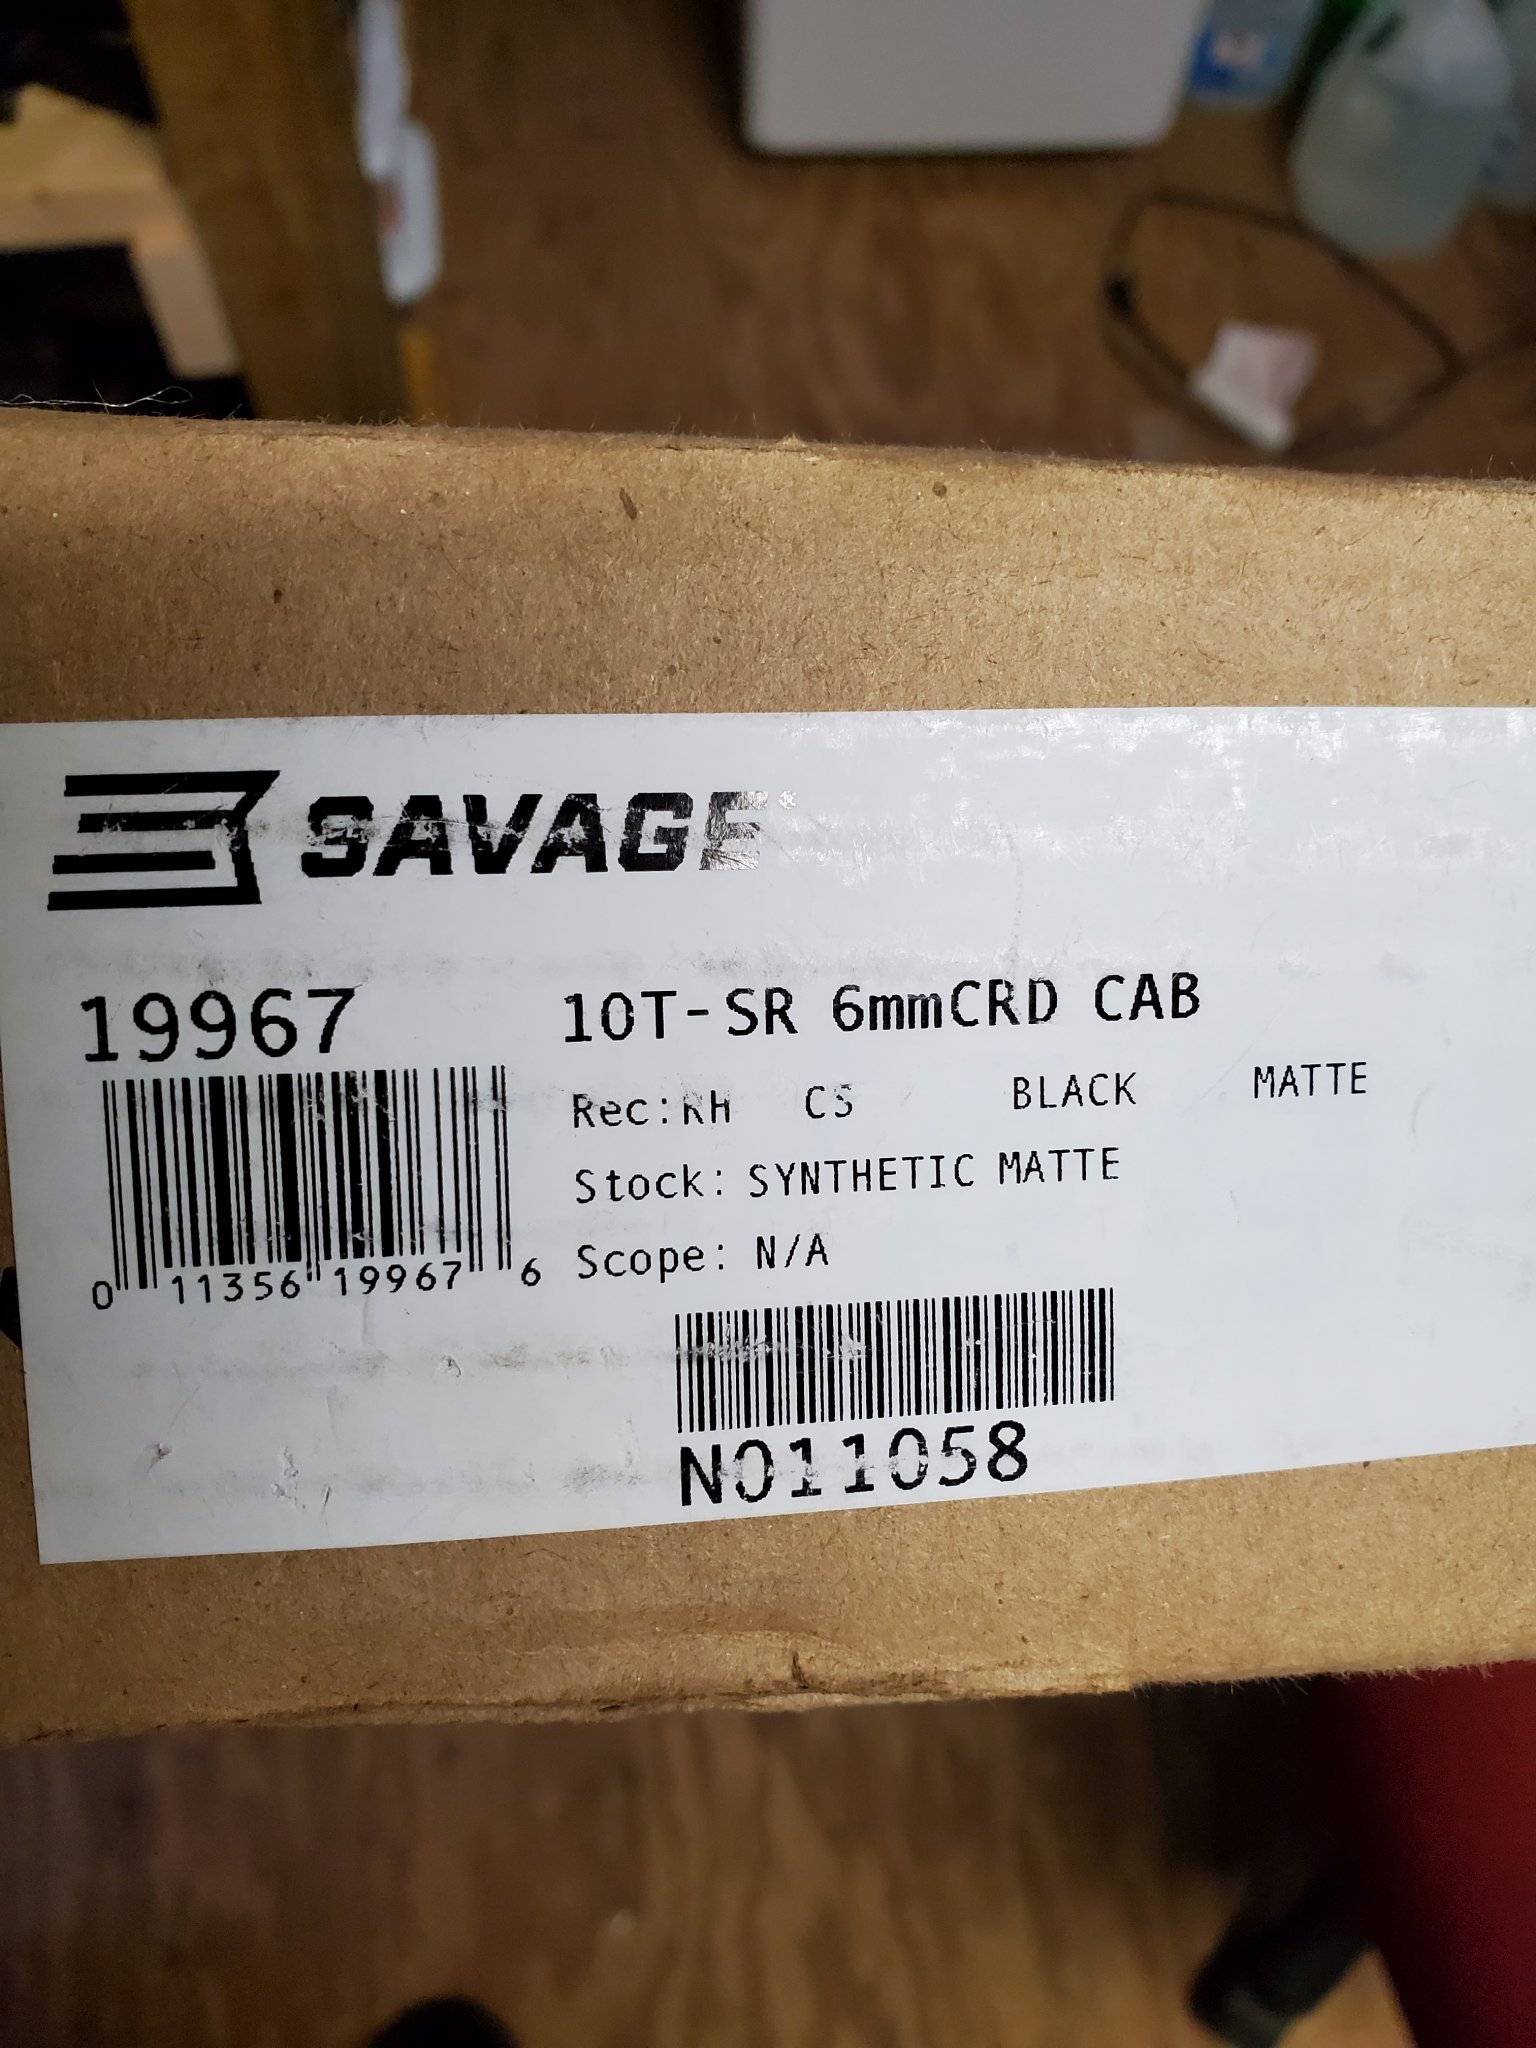 SAVAGE®
19967
10T-SR 6mmCRD CAB
Rec:RH CS BLACK MATTE
Stock: SYNTHETIC MATTE
Scope: N/A
0 11356 19967 6
N011058